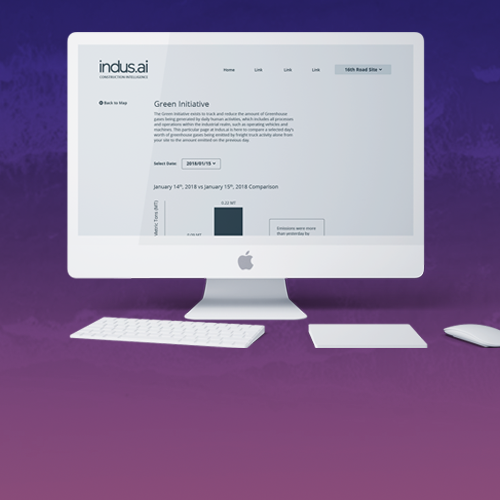 indus.ai
CONSTRUCTION INTELLIGENCE
Home Link Link Link 16th Road Site
Back to Map
Green Initiative
The Green Initiative exists to track and reduce the amount of Greenhouse
gases being generated by daily human activities, which includes all processes
and operations within the industrial realm, such as operating vehicles and
machines. This particular page at indus.ai is here to compare a selected day's
worth of greenhouse gases being emitted by freight truck activity alone from
your site to the amount emitted on the previous day.
Select Date: 2018/01/15
January 14th, 2018 vs January 15th, 2018 Comparison
Metric Tons (MT)
0.22 MT
Emissions were more
than yesterday by